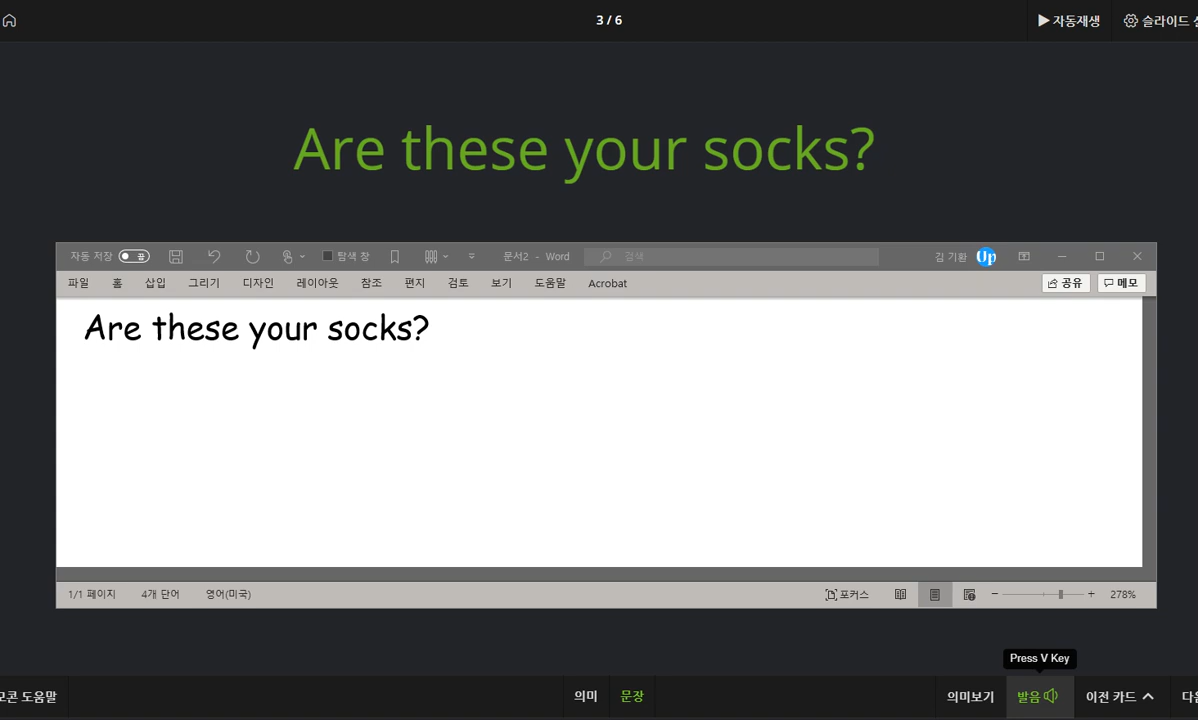 3 / 6
자동재생
슬라이드
Are these your socks?
자동 저장 끔
탐색 창
문서2 - Word
검색
김 기환
Up
파일 홈 삽입 그리기 디자인 레이아웃 참조 편지 검토 보기 도움말 Acrobat
공유
메모
Are these your socks?
1/1 페이지 4개 단어 영어(미국)
포커스
278%
Press V Key
도움말
의미 문장
의미보기 발음 이전 카드